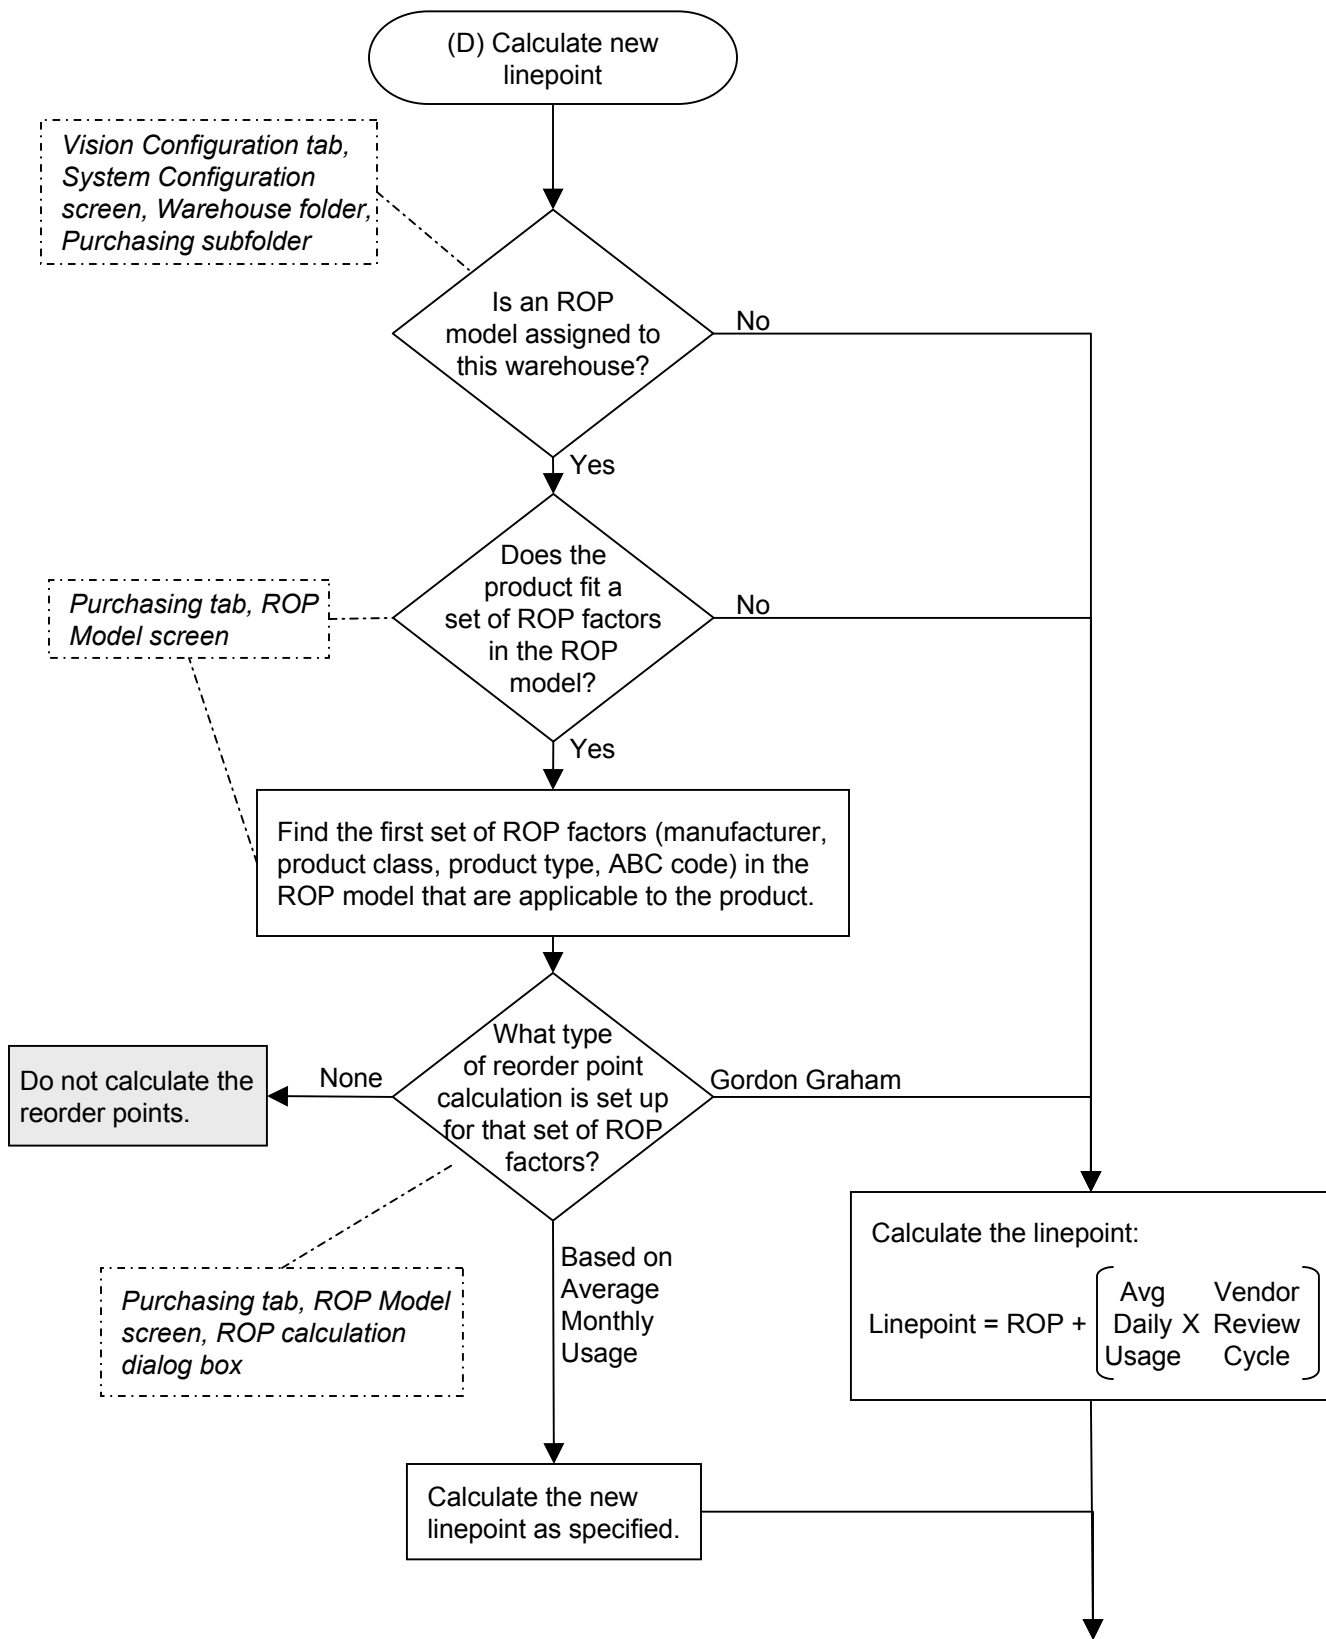 (D) Calculate new
linepoint
Vision Configuration tab,
System Configuration
screen, Warehouse folder,
Purchasing subfolder
Is an ROP
model assigned to
this warehouse?
No
Yes
Does the
product fit a
set of ROP factors
in the ROP
model?
No
Purchasing tab, ROP
Model screen
Yes
Find the first set of ROP factors (manufacturer,
product class, product type, ABC code) in the
ROP model that are applicable to the product.
What type
of reorder point
calculation is set up
for that set of ROP
factors?
None
Do not calculate the
reorder points.
Gordon Graham
Purchasing tab, ROP Model
screen, ROP calculation
dialog box
Based on
Average
Monthly
Usage
Calculate the linepoint:
Avg Vendor
Linepoint = ROP + Daily X Review
Usage Cycle
Calculate the new
linepoint as specified.